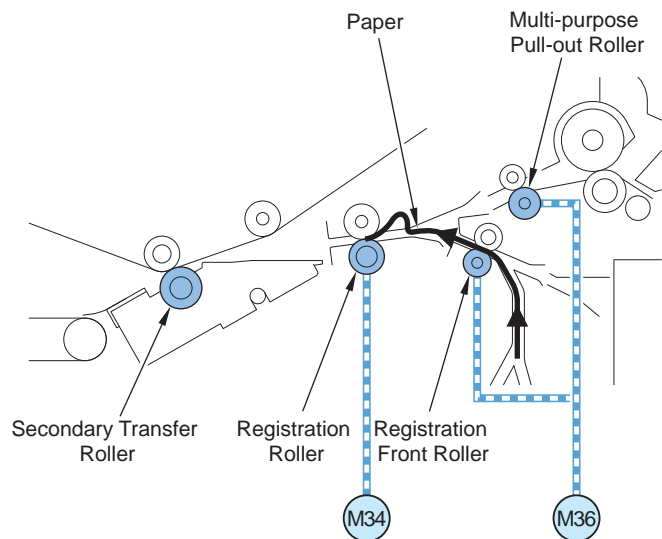 Paper
Multi-purpose
Pull-out Roller
Secondary Transfer
Roller
Registration
Roller
Registration
Front Roller
M34
M36